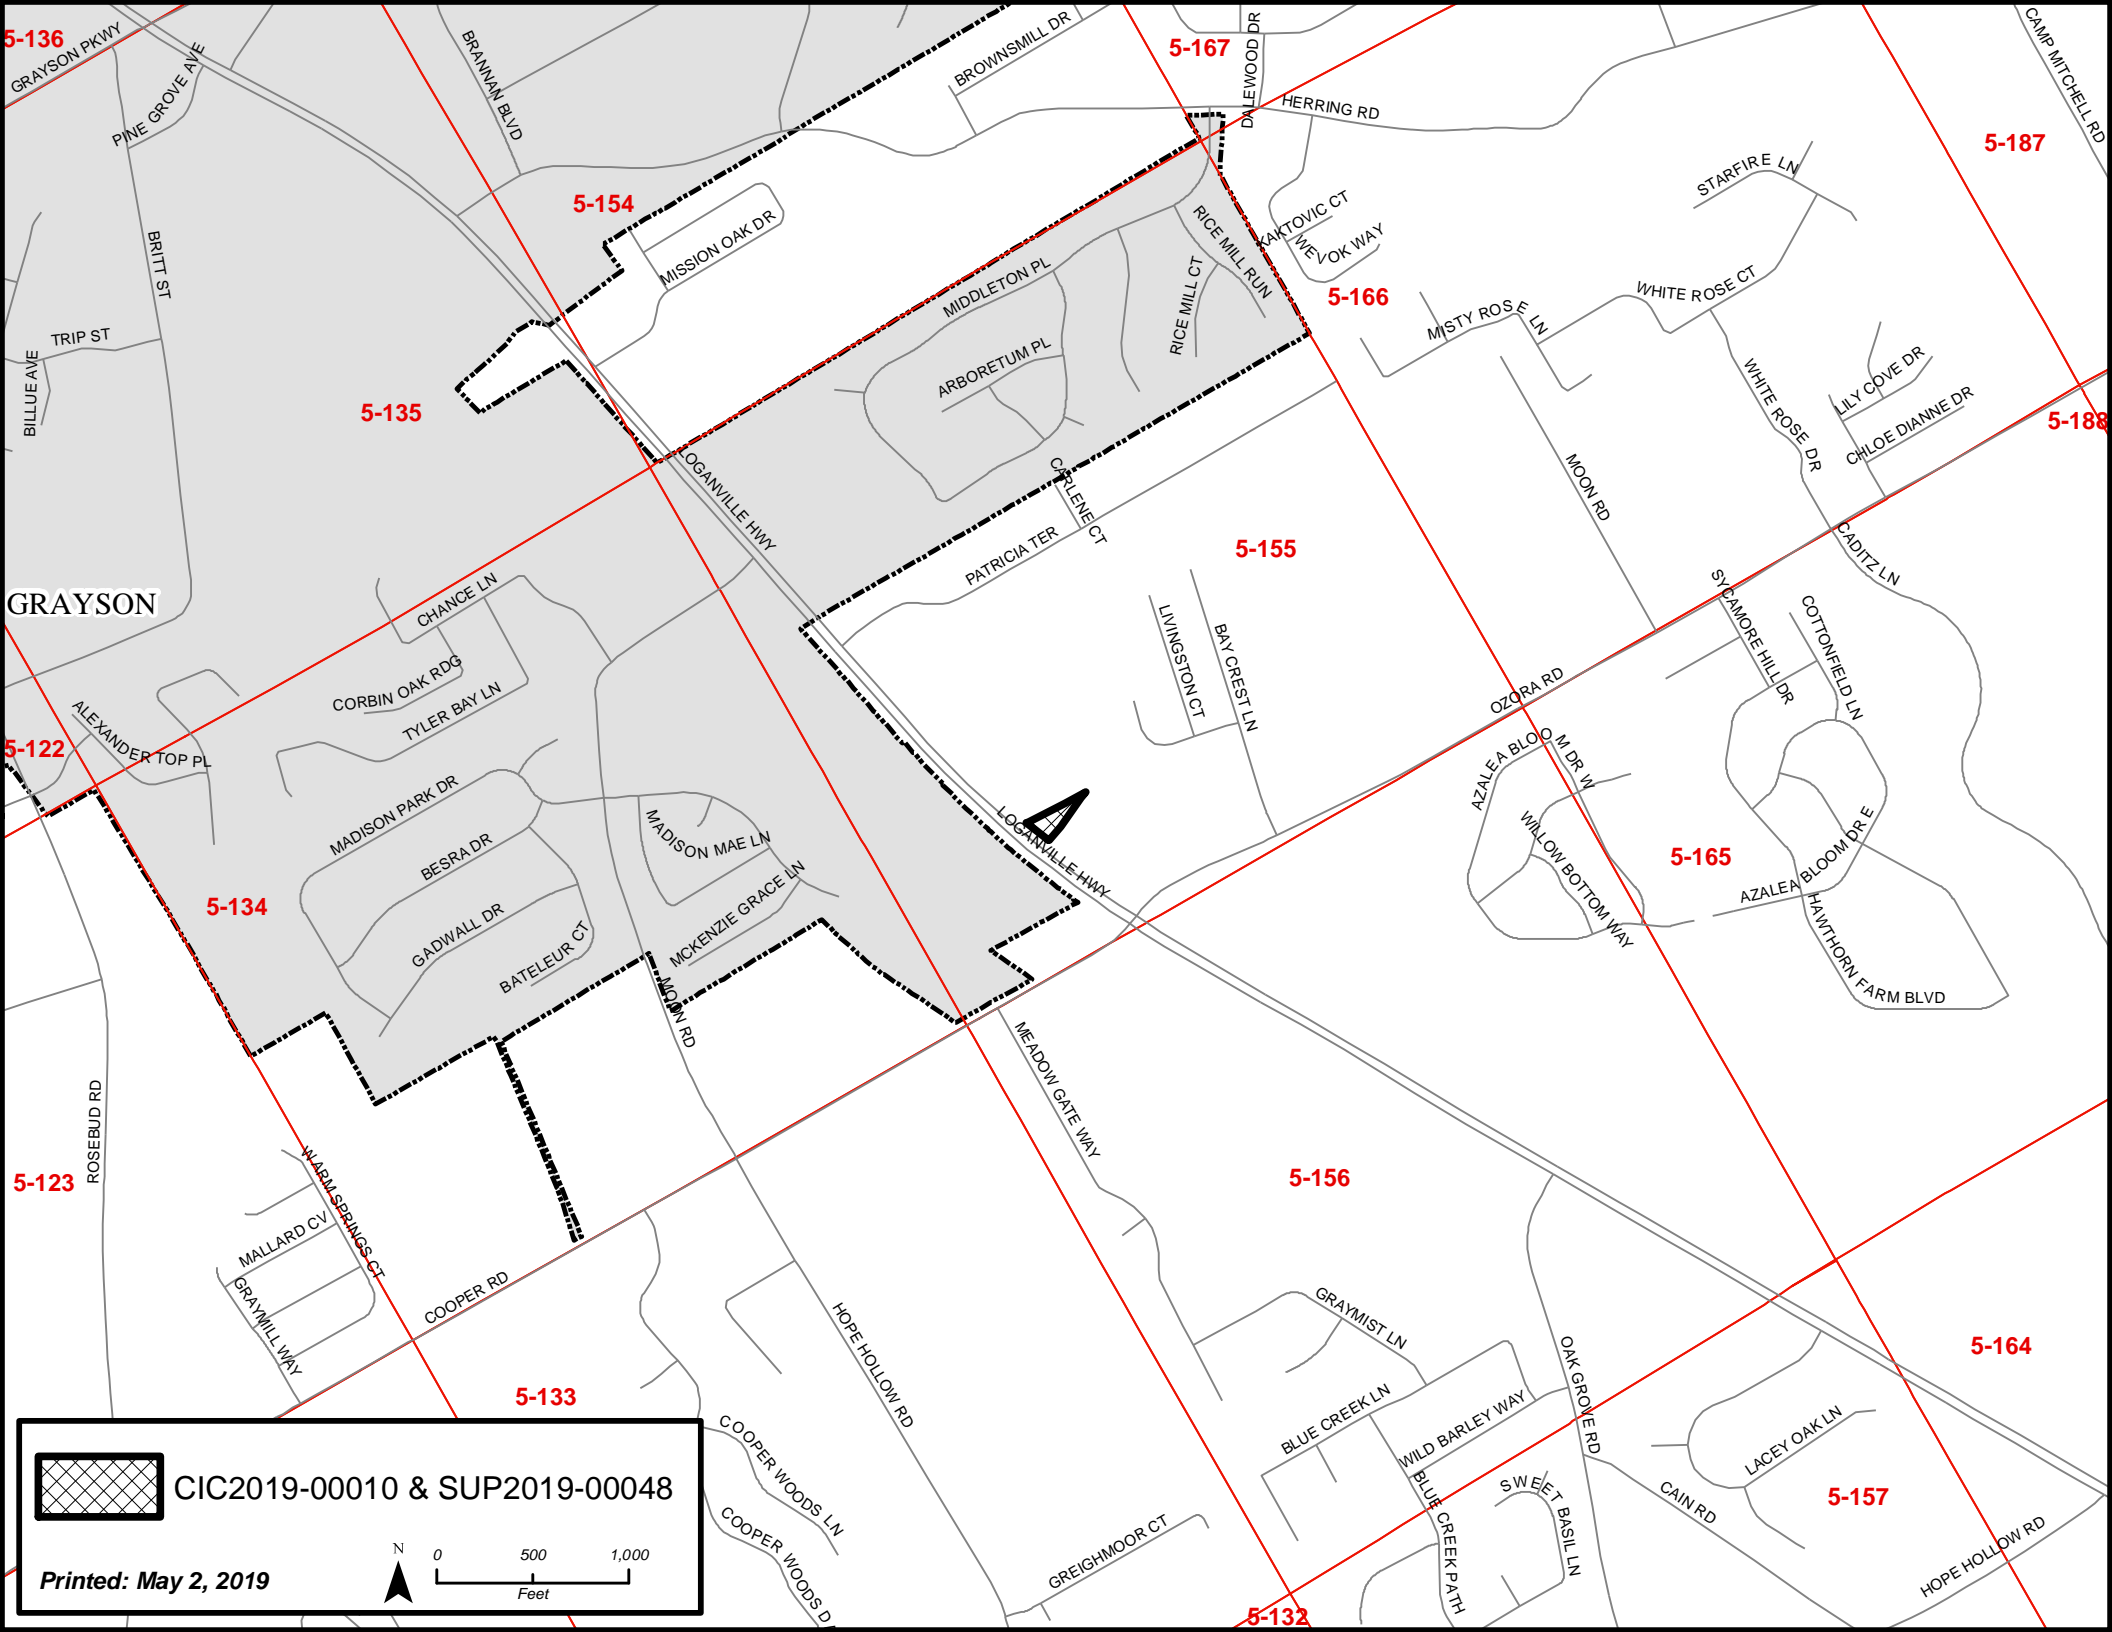 5-136
GRAYSON PKWY
PINE GROVE AVE
BRANNAN BLVD
BROWNSMILL DR
5-167
DALEWOOD DR
HERRING RD
CAMP MITCHELL RD
5-187
STARFIRE LN
5-154
MISSION OAK DR
BRITT ST
RICE MILL RUN
KAKTOVIC CT
WEVOK WAY
MIDDLETON PL
RICE MILL CT
5-166
WHITE ROSE CT
MISTY ROSE LN
TRIP ST
BILLUE AVE
ARBORETUM PL
5-135
WHITE ROSE DR
LILY COVE DR
CHLOE DIANNE DR
5-188
LOGANVILLE HWY
CARLENE CT
MOON RD
PATRICIA TER
5-155
CADITZ LN
GRAYSON
CHANCE LN
LIVINGSTON CT
BAY CREST LN
SYCAMORE HILL DR
COTTONFIELD LN
CORBIN OAK RDG
TYLER BAY LN
OZORA RD
ALEXANDER TOP PL
5-122
AZALEA BLOOM DR W
MADISON PARK DR
MADISON MAE LN
LOGANVILLE HWY
WILLOW BOTTOM WAY
5-165
AZALEA BLOOM DR E
BESRA DR
MCKENZIE GRACE LN
5-134
GADWALL DR
BATELEUR CT
HAWTHORN FARM BLVD
MOON RD
MEADOW GATE WAY
ROSEBUD RD
5-123
WARM SPRINGS CT
5-156
MALLARD CV
GRAYMILL WAY
COOPER RD
HOPE HOLLOW RD
GRAYMIST LN
OAK GROVE RD
5-164
5-133
BLUE CREEK LN
WILD BARLEY WAY
LACEY OAK LN
COOPER WOODS LN
BLUE CREEK PATH
SWEET BASIL LN
CAIN RD
5-157
COOPER WOODS D
GREIGHMOOR CT
HOPE HOLLOW RD
5-132
CIC2019-00010 & SUP2019-00048
N
0 500 1,000
Feet
Printed: May 2, 2019